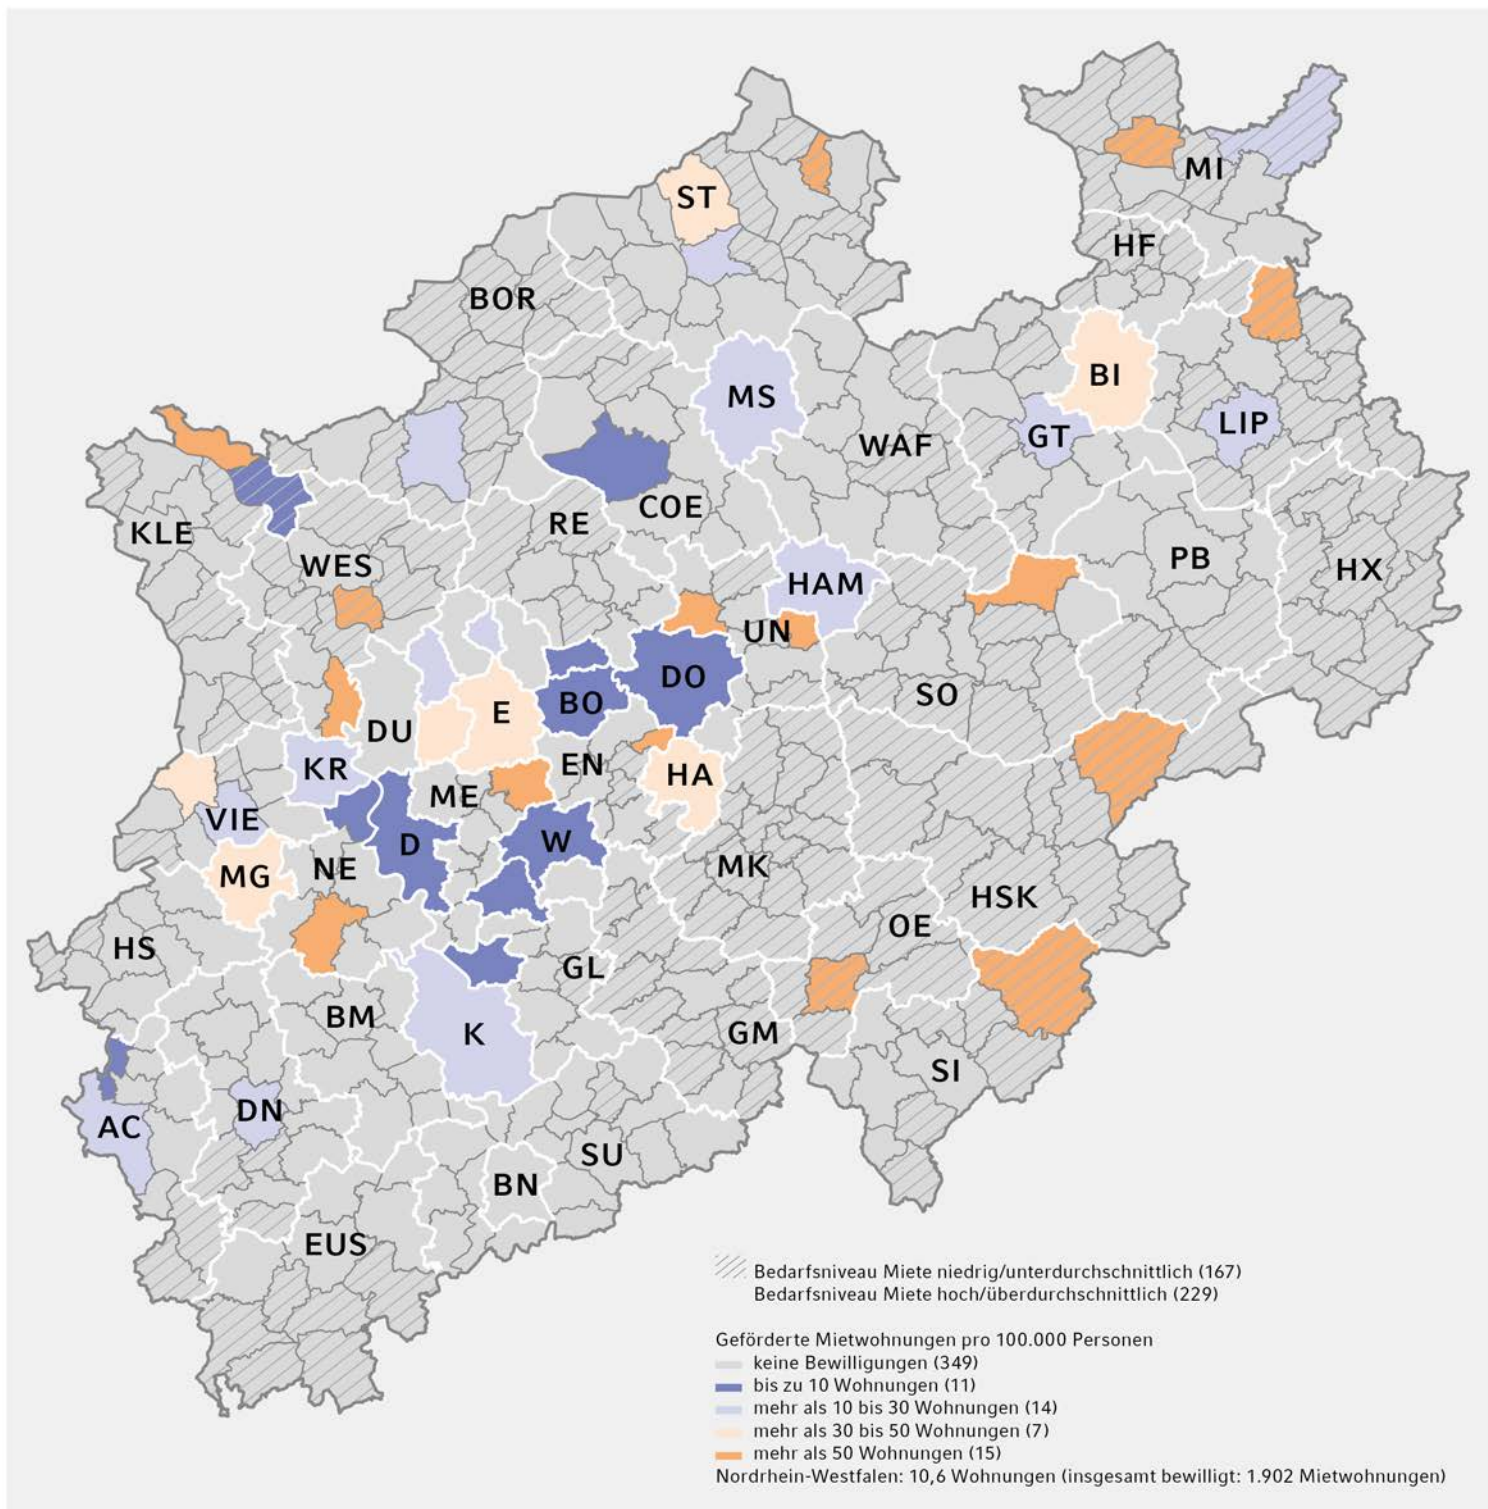 ST
MI
HF
BOR
BI
MS
GT
LIP
WAF
COE
RE
KLE
WES
HAM
PB
HX
UN
DO
BO
E
SO
DU
EN
HA
KR
ME
VIE
D
W
MG
NE
MK
HSK
OE
HS
GL
BM
K
GM
SI
DN
AC
SU
BN
EUS
Bedarfsniveau Miete niedrig/unterdurchschnittlich (167)
Bedarfsniveau Miete hoch/überdurchschnittlich (229)
Geförderte Mietwohnungen pro 100.000 Personen
keine Bewilligungen (349)
bis zu 10 Wohnungen (11)
mehr als 10 bis 30 Wohnungen (14)
mehr als 30 bis 50 Wohnungen (7)
mehr als 50 Wohnungen (15)
Nordrhein-Westfalen: 10,6 Wohnungen (insgesamt bewilligt: 1.902 Mietwohnungen)